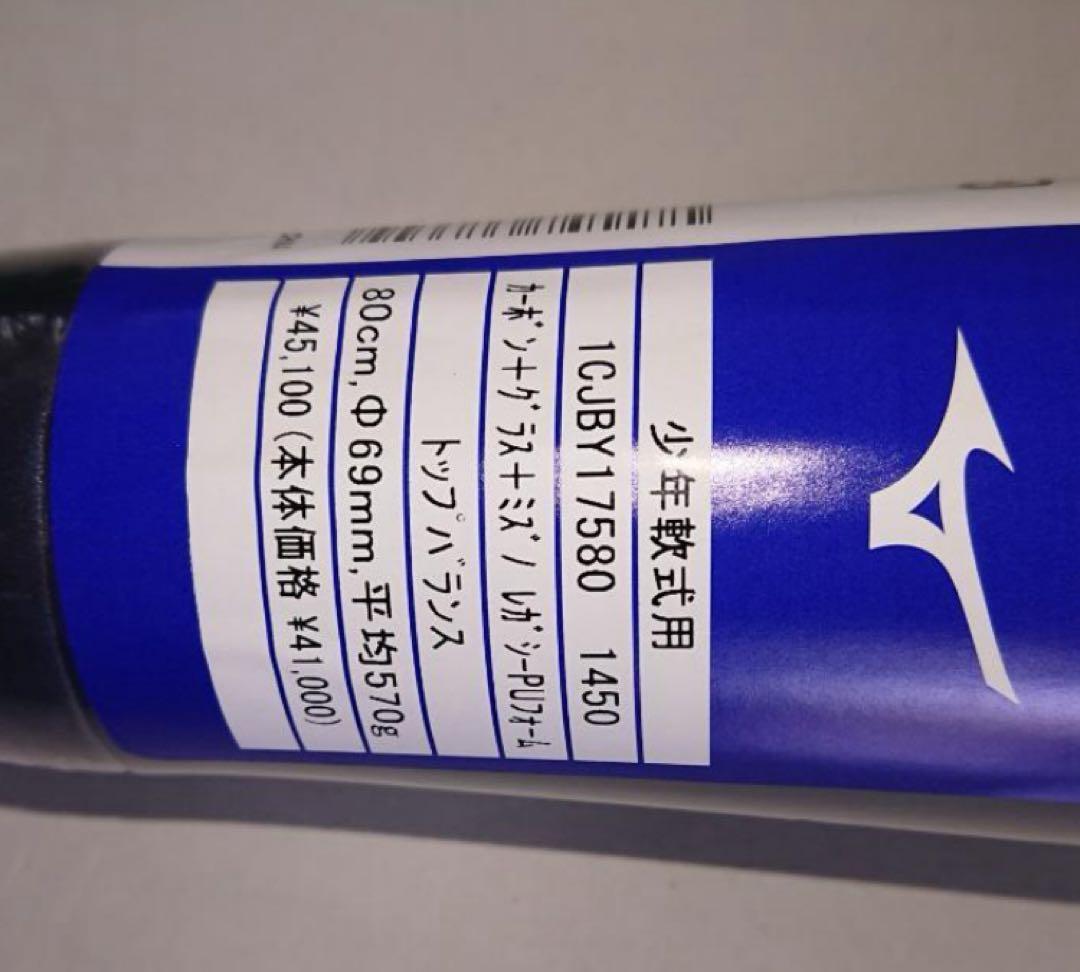 少年軟式用
1CJBY17580 1450
ｶｰﾎﾞﾝ+ｸﾞﾗｽ+ﾐｽﾞﾉ ﾚｶﾞｼｰPUﾌｫｰﾑ
トップバランス
80cm,Φ69mm,平均570g
¥45,100(本体価格 ¥41,000)